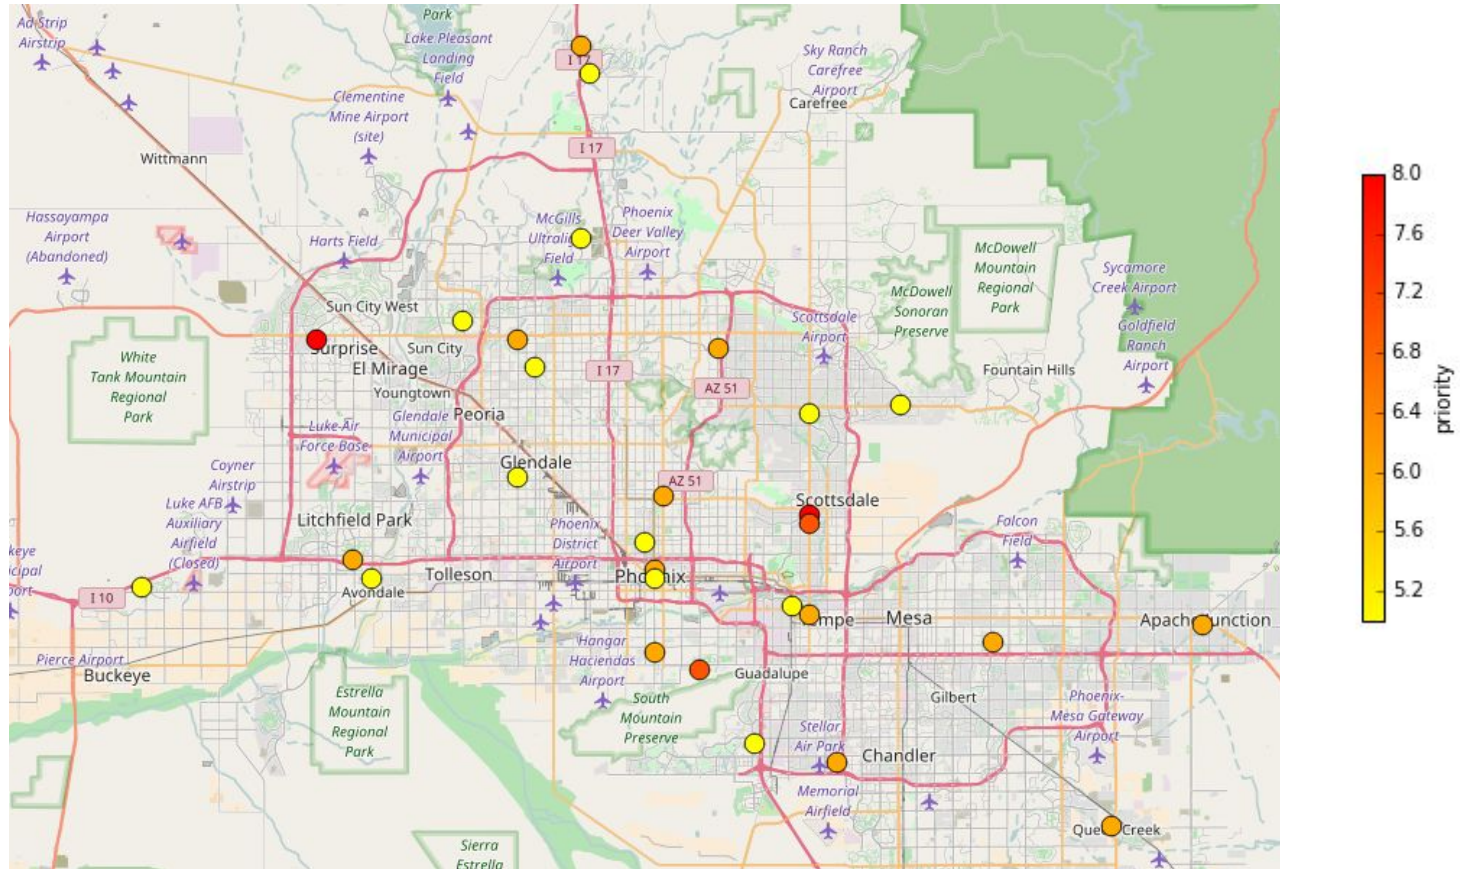 Ad Strip
Airstrip
Park
Lake Pleasant
Landing
Field
I 17
Sky Ranch
Carefree
Airport
Carefree
Clementine
Mine Airport
(site)
I 17
Wittmann
Hassayampa
Airport
(Abandoned)
Harts Field
McGills
Ultralight
Field
Phoenix
Deer Valley
Airport
McDowell
Mountain
Regional
Park
McDowell
Sonoran
Preserve
Sycamore
Creek Airport
Goldfield
Ranch
Airport
Sun City West
Scottsdale
Airport
Surprise
Sun City
El Mirage
White
Tank Mountain
Regional
Park
I 17
AZ 51
Fountain Hills
Youngtown
Peoria
Glendale
Municipal
Airport
Luke Air
Force Base
Glendale
Coyner
Airstrip
Luke AFB
Auxiliary
Airfield
(Closed)
AZ 51
Scottsdale
Litchfield Park
Phoenix
District
Airport
Falcon
Field
Tolleson
Phoenix
Avondale
I 10
Tempe
Mesa
Apache Junction
Pierce Airport
Buckeye
Hangar
Haciendas
Airport
Guadalupe
Gilbert
Estrella
Mountain
Regional
Park
South
Mountain
Preserve
Phoenix-
Mesa Gateway
Airport
Stellar
Air Park
Chandler
Memorial
Airfield
Queen Creek
Sierra
Estrella
8.0
7.6
7.2
6.8
6.4
6.0
5.6
5.2
priority